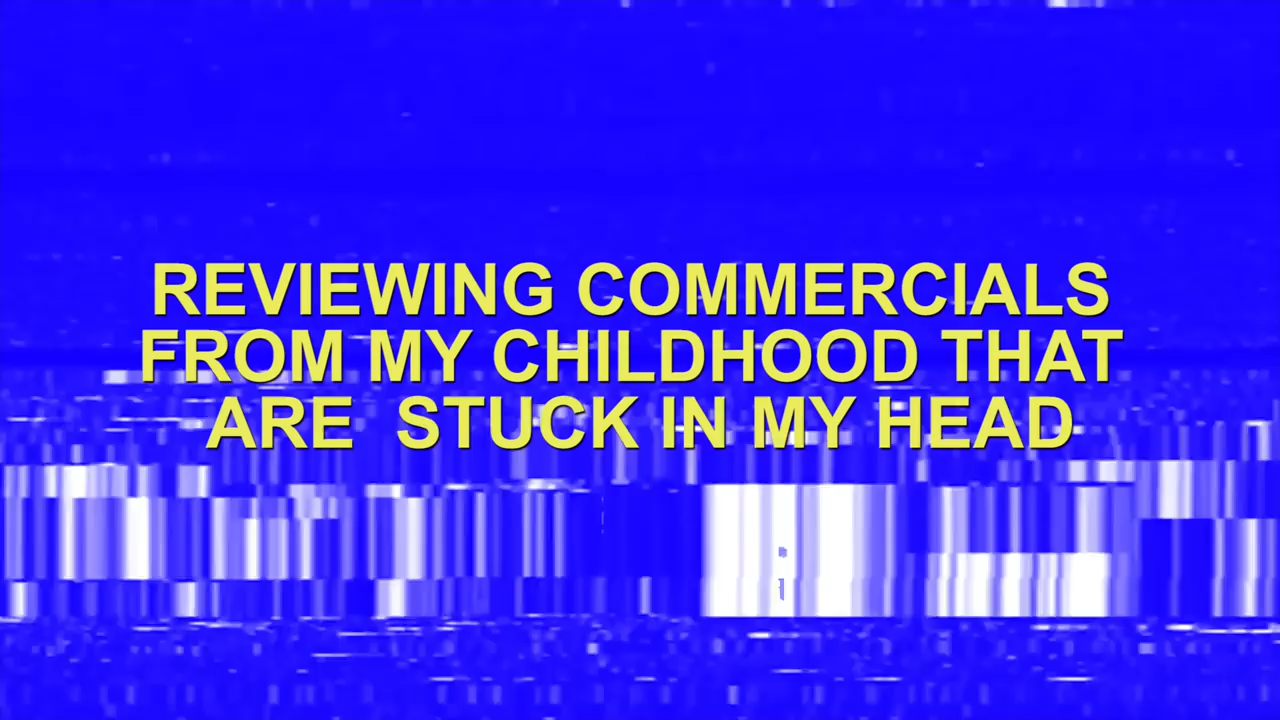 REVIEWING COMMERCIALS
FROM MY CHILDHOOD THAT
ARE  STUCK IN MY HEAD